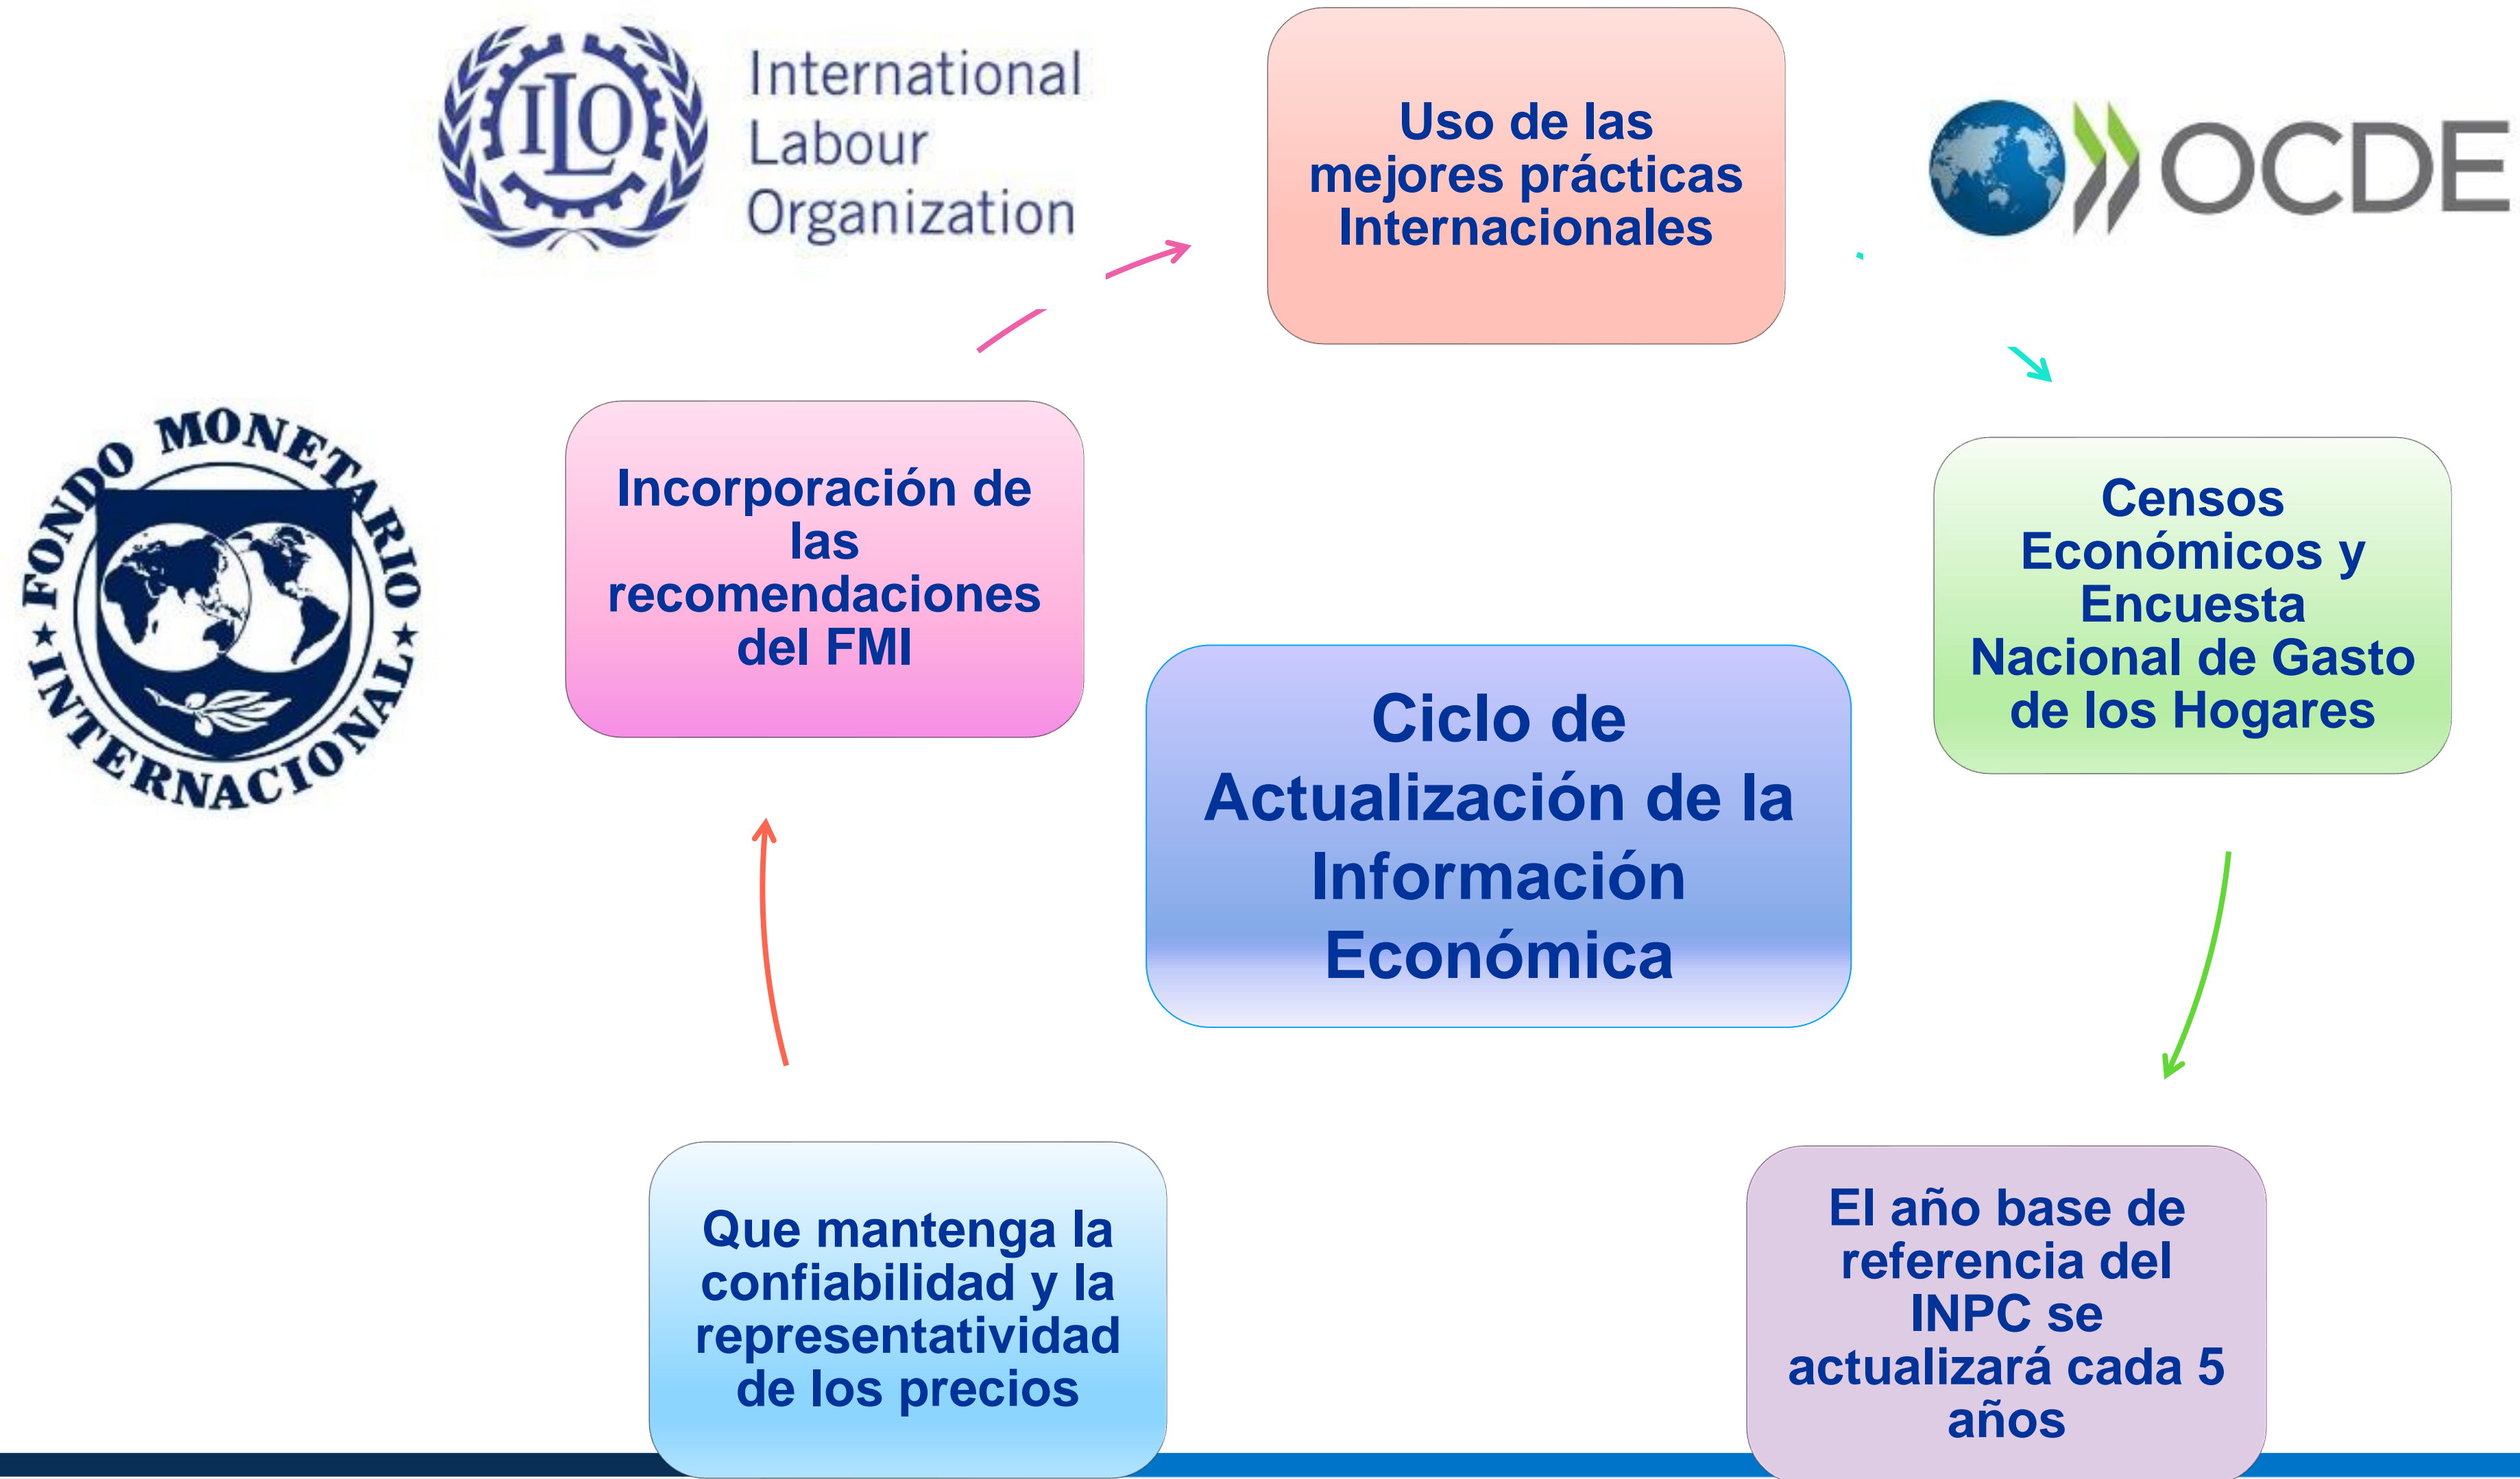 ILO
International
Labour
Organization
Uso de las
mejores prácticas
Internacionales
OCDE
FONDO MONETARIO
INTERNACIONAL
Incorporación de
las
recomendaciones
del FMI
Censos
Económicos y
Encuesta
Nacional de Gasto
de los Hogares
Ciclo de
Actualización de la
Información
Económica
Que mantenga la
confiabilidad y la
representatividad
de los precios
El año base de
referencia del
INPC se
actualizará cada 5
años